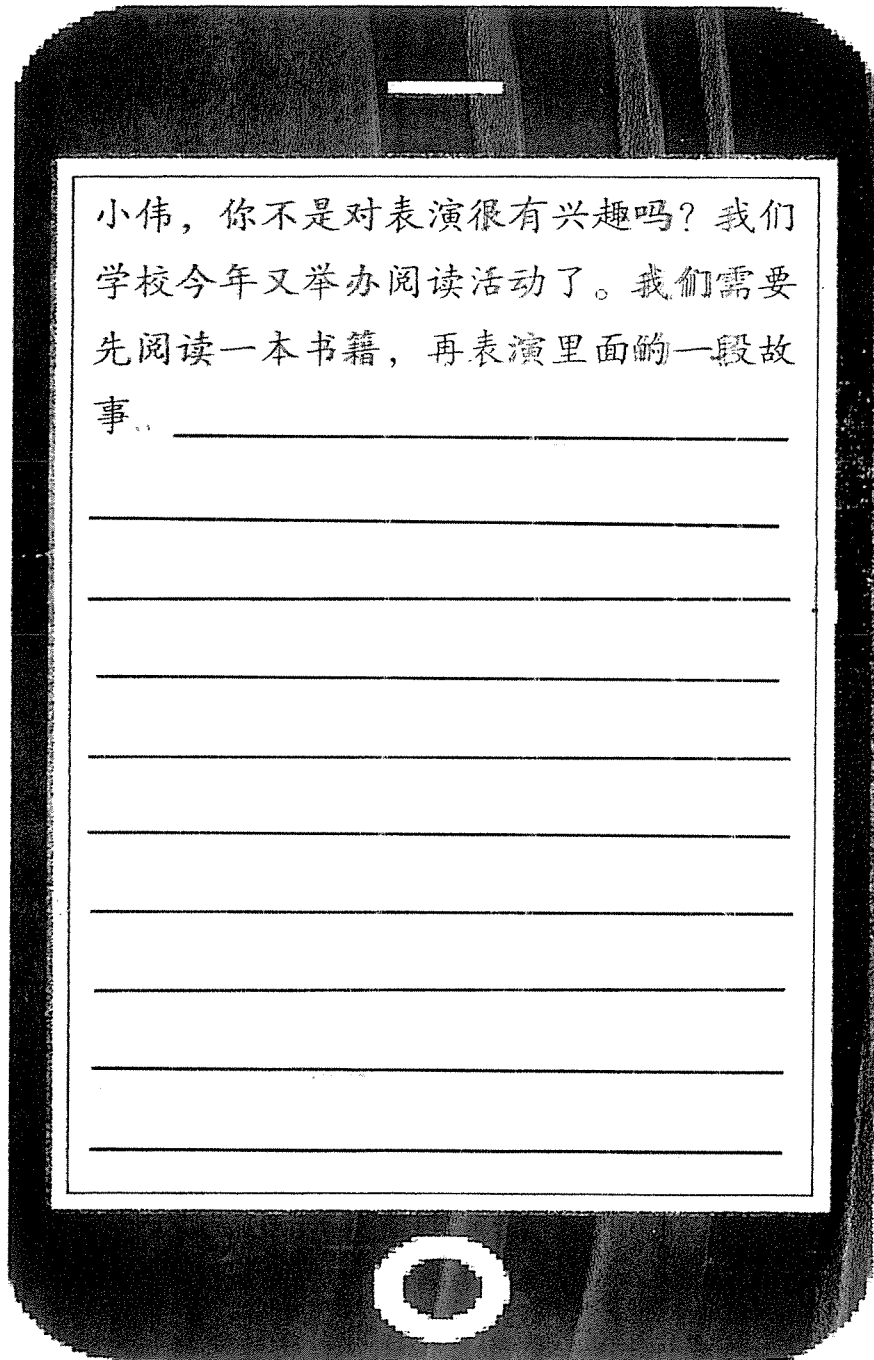 小伟，你不是对表演很有兴趣吗？我们
学校今年又举办阅读活动了。我们需要
先阅读一本书籍，再表演里面的一段故
事。